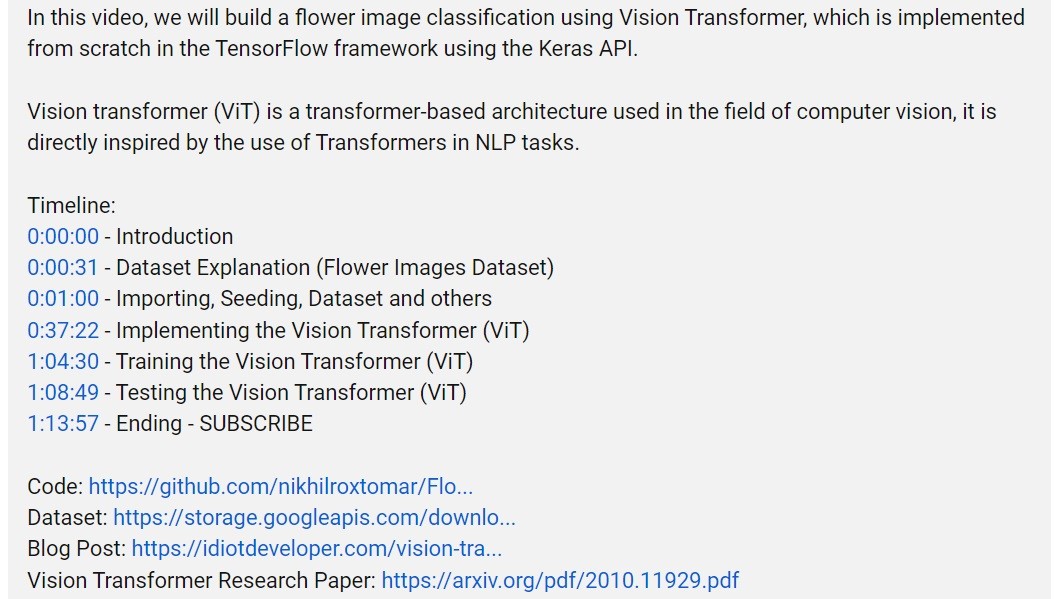 In this video, we will build a flower image classification using Vision Transformer, which is implemented
from scratch in the TensorFlow framework using the Keras API.
Vision transformer (ViT) is a transformer-based architecture used in the field of computer vision, it is
directly inspired by the use of Transformers in NLP tasks.
Timeline:
0:00:00 - Introduction
0:00:31 - Dataset Explanation (Flower Images Dataset)
0:01:00 - Importing, Seeding, Dataset and others
0:37:22 - Implementing the Vision Transformer (ViT)
1:04:30 - Training the Vision Transformer (ViT)
1:08:49 - Testing the Vision Transformer (ViT)
1:13:57 - Ending - SUBSCRIBE
Code: https://github.com/nikhilroxtomar/Flo...
Dataset: https://storage.googleapis.com/downlo...
Blog Post: https://idiotdeveloper.com/vision-tra...
Vision Transformer Research Paper: https://arxiv.org/pdf/2010.11929.pdf